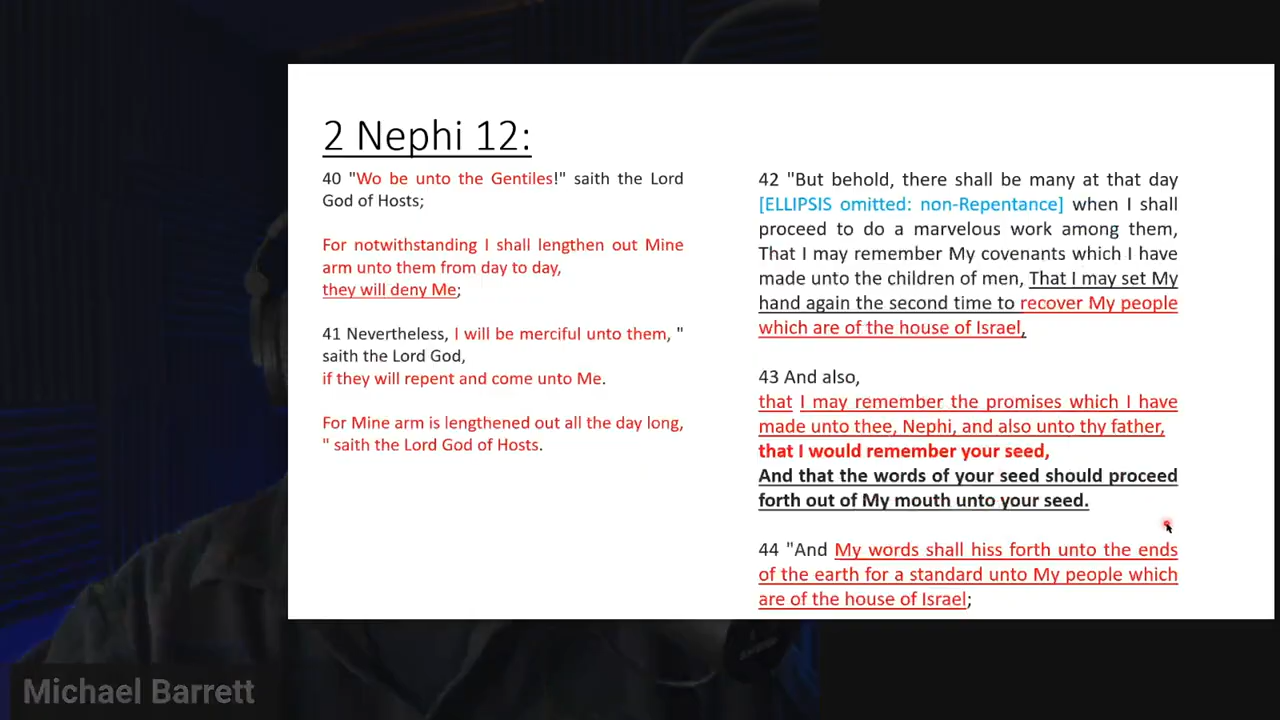 2 Nephi 12:
40 "Wo be unto the Gentiles!" saith the Lord
God of Hosts;
For notwithstanding I shall lengthen out Mine
arm unto them from day to day,
they will deny Me;
41 Nevertheless, I will be merciful unto them, "
saith the Lord God,
if they will repent and come unto Me.
For Mine arm is lengthened out all the day long,
" saith the Lord God of Hosts.
42 "But behold, there shall be many at that day
[ELLIPSIS omitted: non-Repentance] when I shall
proceed to do a marvelous work among them,
That I may remember My covenants which I have
made unto the children of men, That I may set My
hand again the second time to recover My people
which are of the house of Israel,
43 And also,
that I may remember the promises which I have
made unto thee, Nephi, and also unto thy father,
that I would remember your seed,
And that the words of your seed should proceed
forth out of My mouth unto your seed.
44 "And My words shall hiss forth unto the ends
of the earth for a standard unto My people which
are of the house of Israel;
Michael Barrett